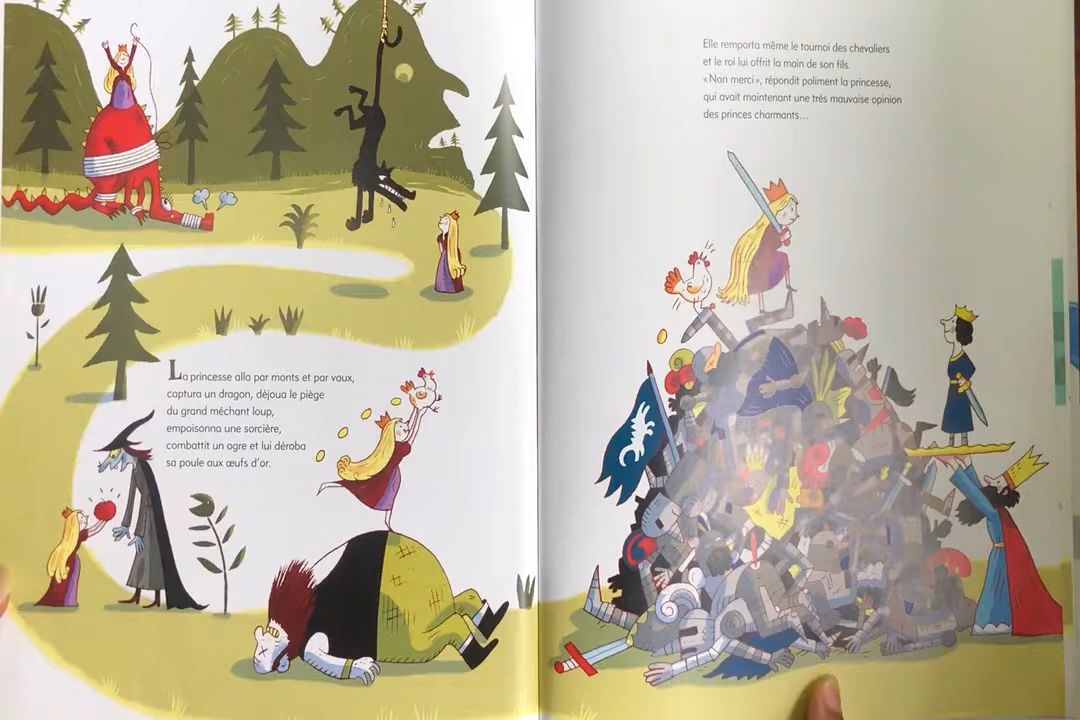 La princesse alla par monts et par vaux,
captura un dragon, déjoua le piège
du grand méchant loup,
empoisonna une sorcière,
combattit un ogre et lui déroba
sa poule aux œufs d'or.
Elle remporta même le tournoi des chevaliers
et le roi lui offrit la main de son fils.
« Non merci », répondit poliment la princesse,
qui avait maintenant une très mauvaise opinion
des princes charmants...